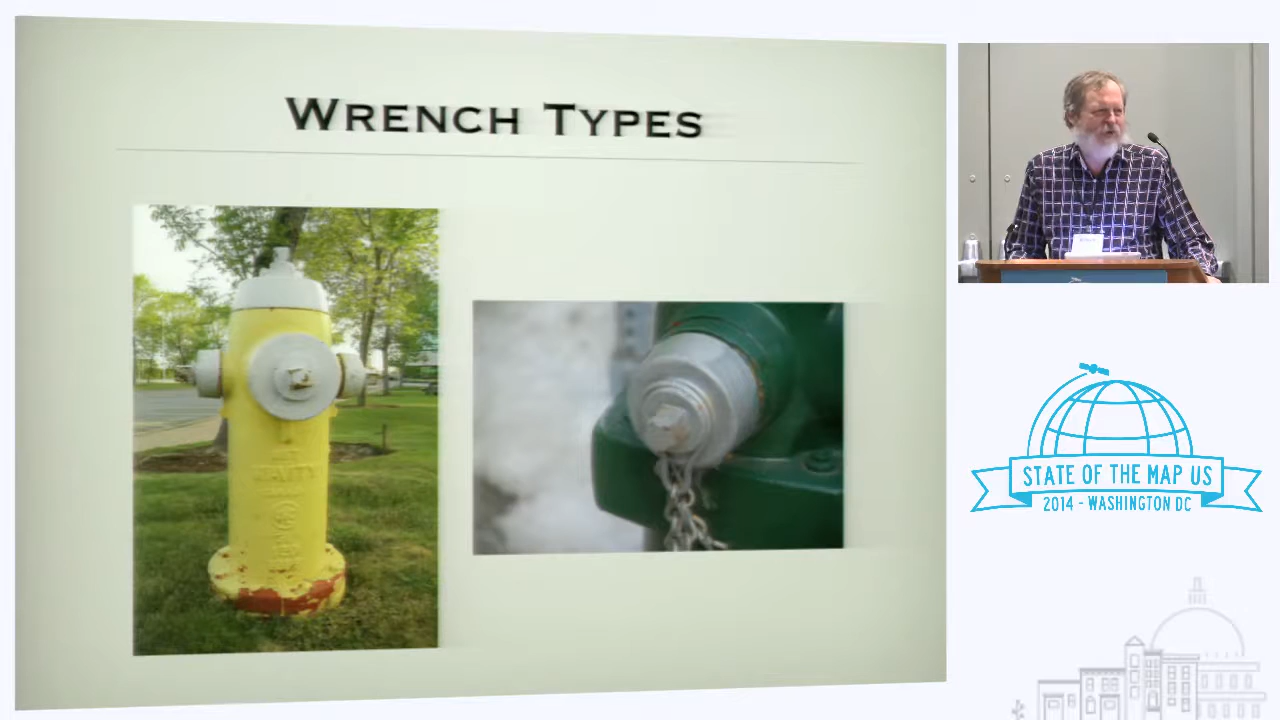 WRENCH TYPES
STATE OF THE MAP US
2014 - WASHINGTON DC